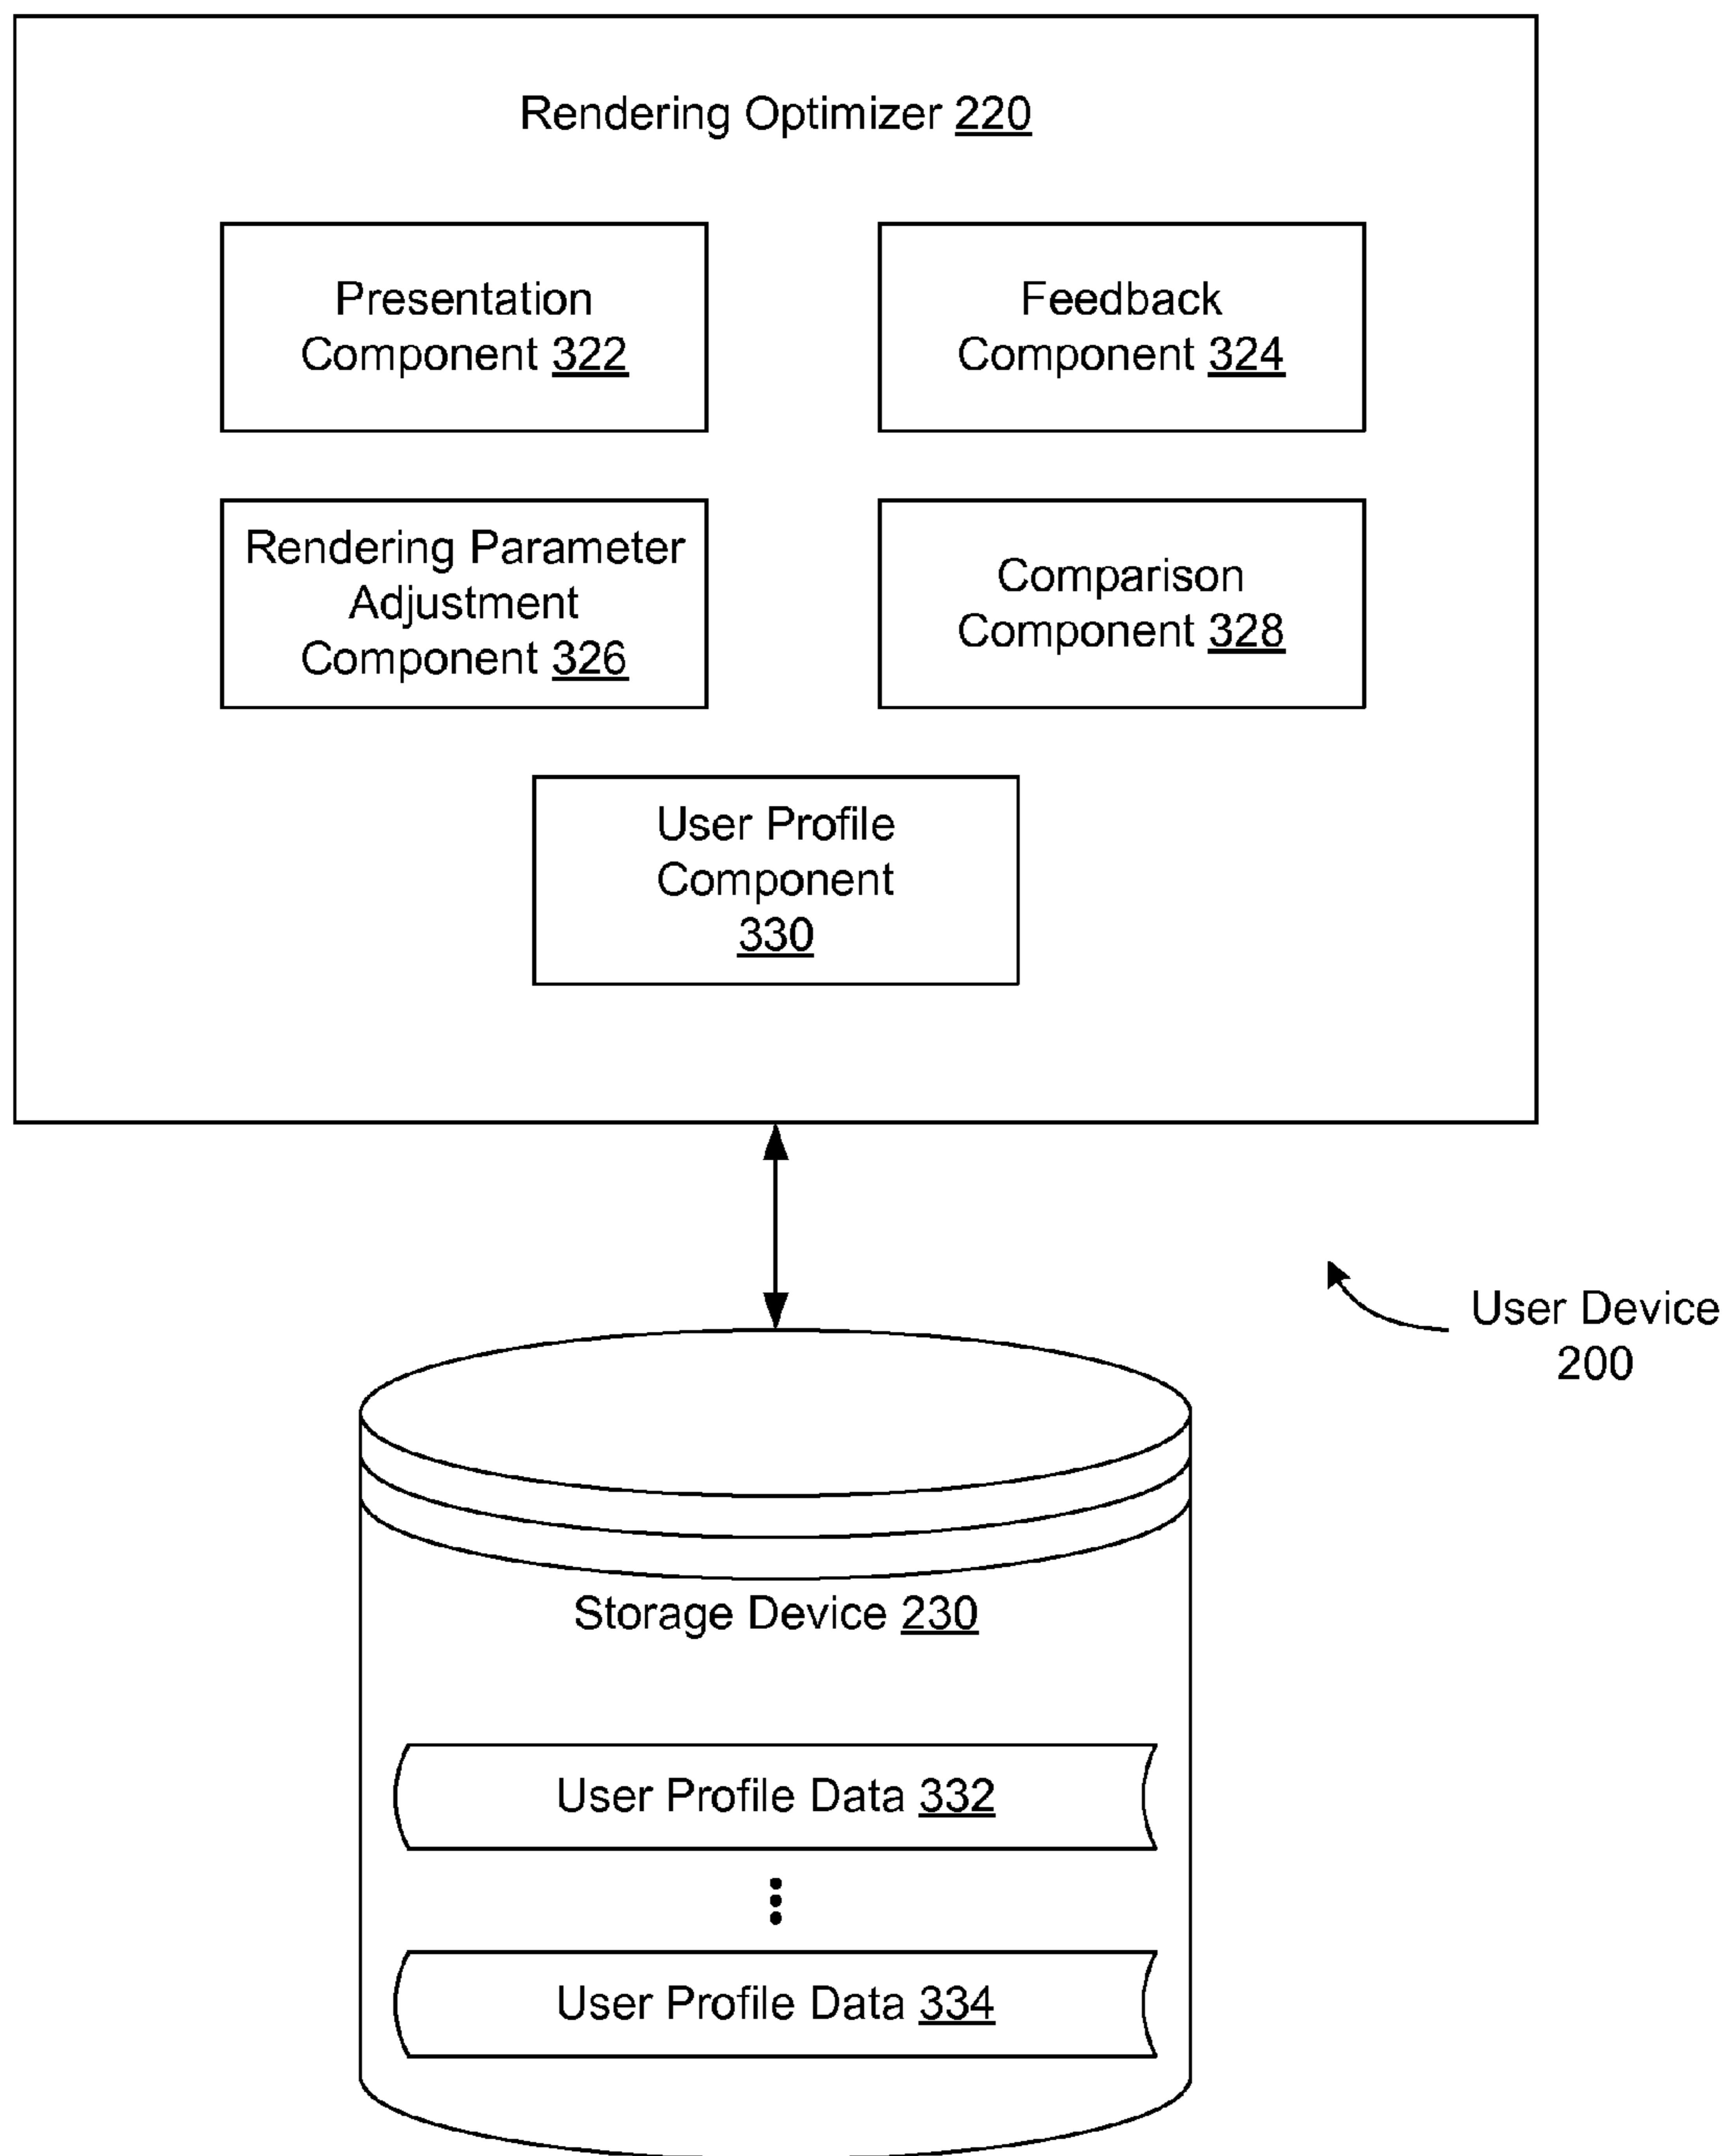 Rendering Optimizer 220
Presentation
Component 322
Feedback
Component 324
Rendering Parameter
Adjustment
Component 326
Comparison
Component 328
User Profile
Component
330
User Device
200
Storage Device 230
User Profile Data 332
User Profile Data 334